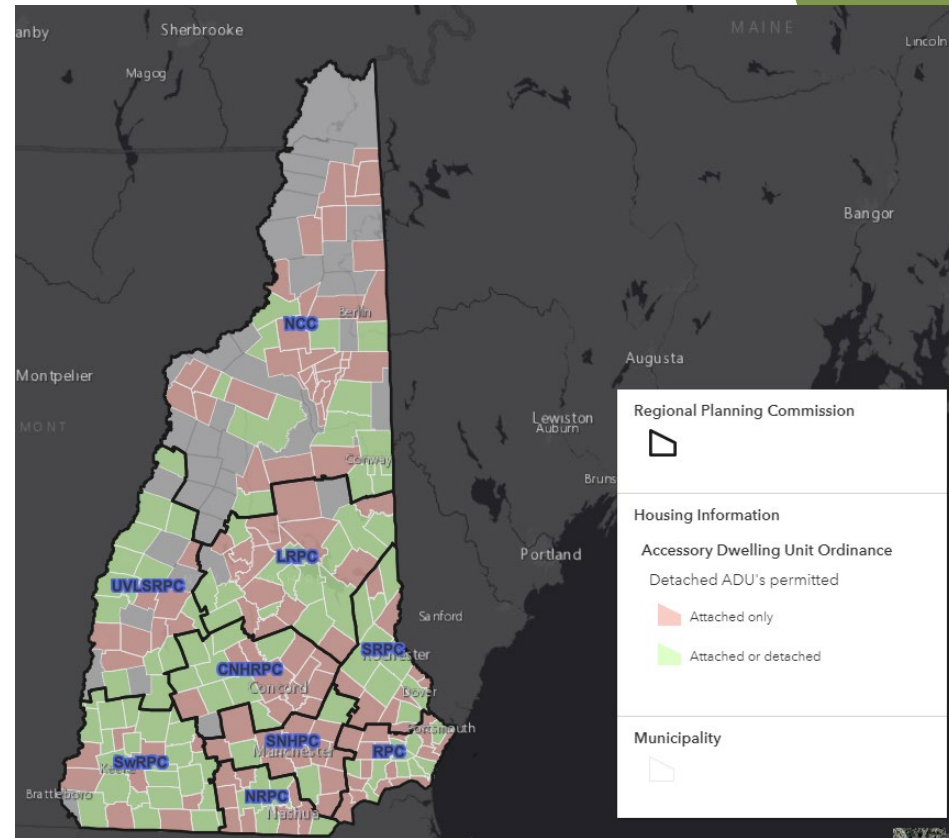 anby
Sherbrooke
MAINE
Lincoln
Magog
Bangor
NCC
Berlin
Montpelier
Augusta
MONT
Lewiston
Auburn
Conway
Bruns
Portland
LRPC
UVLSRPC
Sanford
SRPC
CNHRPC
Concord
Dover
SNHPC
Manchester
RPC
SwRPC
Keene
Brattleboro
NRPC
Nashua
Regional Planning Commission
Housing Information
Accessory Dwelling Unit Ordinance
Detached ADU's permitted
Attached only
Attached or detached
Municipality